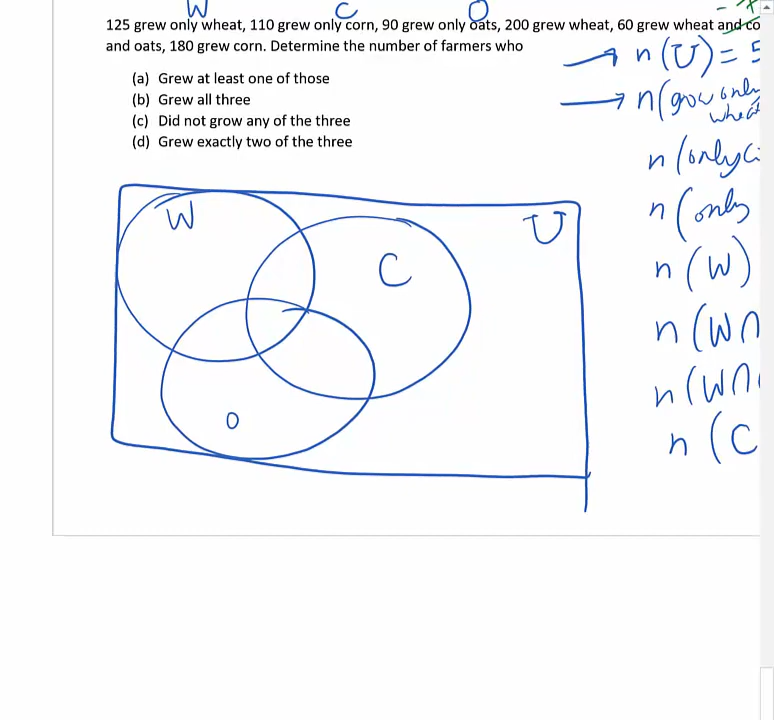 W C O
125 grew only wheat, 110 grew only corn, 90 grew only oats, 200 grew wheat, 60 grew wheat and co
and oats, 180 grew corn. Determine the number of farmers who
→ n(U) = 5
(a) Grew at least one of those
→ n(grow only wheat
(b) Grew all three
(c) Did not grow any of the three
(d) Grew exactly two of the three
n(only C
n(only
W
U
C
n(W)
n(W∩
n(W∩
O
n(C